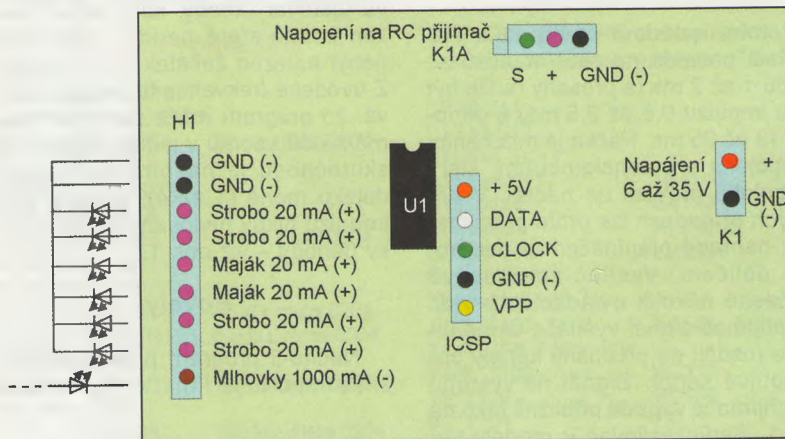 Napojení na RC přijímač
K1A
S + GND (-)
H1
GND (-)
GND (-)
Strobo 20 mA (+)
Strobo 20 mA (+)
Maják 20 mA (+)
Maják 20 mA (+)
Strobo 20 mA (+)
Strobo 20 mA (+)
Mlhovky 1000 mA (-)
U1
+ 5V
DATA
CLOCK
GND (-)
VPP
ICSP
Napájení
6 až 35 V
+
GND
(-)
K1